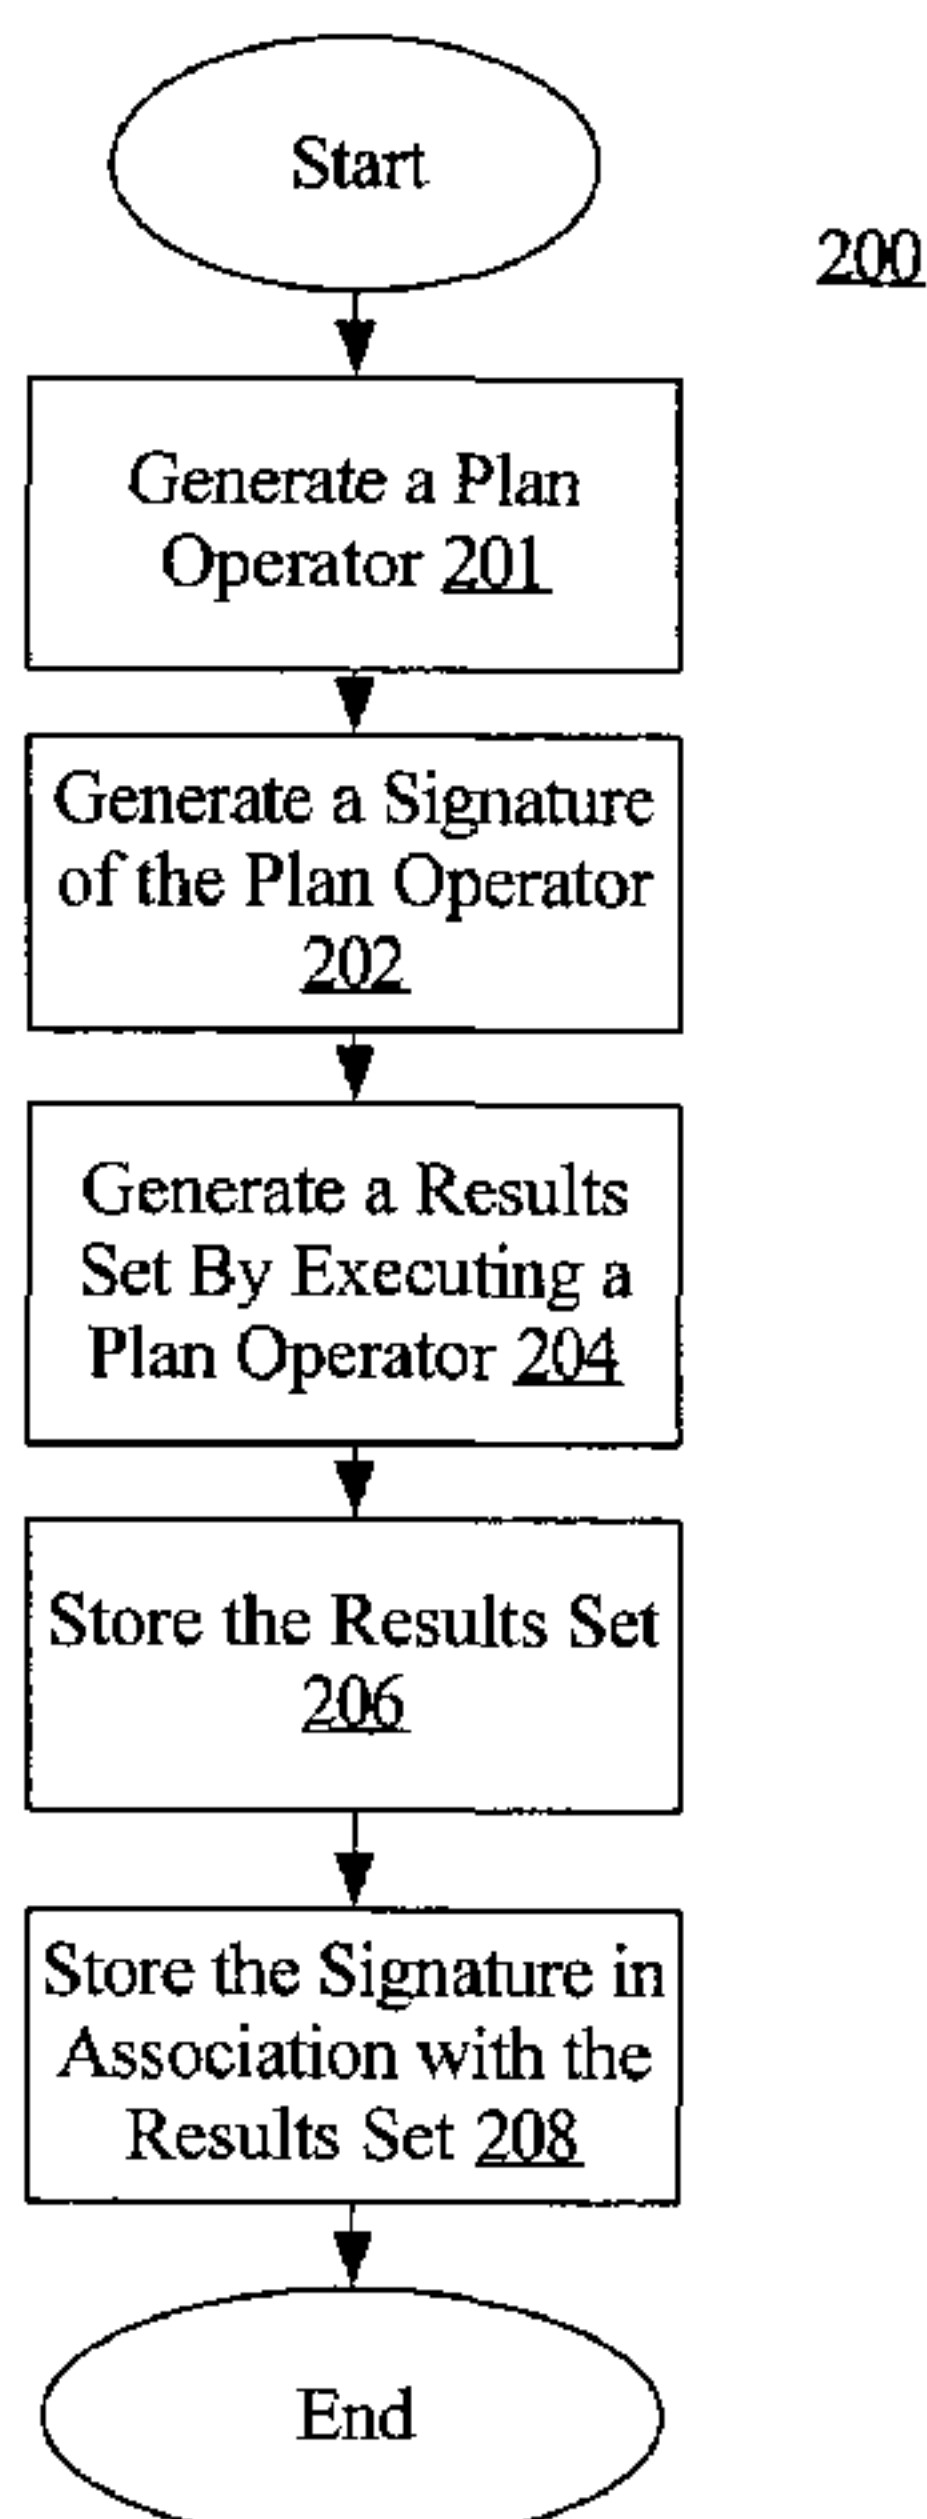 Start
200
Generate a Plan
Operator 201
Generate a Signature
of the Plan Operator
202
Generate a Results
Set By Executing a
Plan Operator 204
Store the Results Set
206
Store the Signature in
Association with the
Results Set 208
End